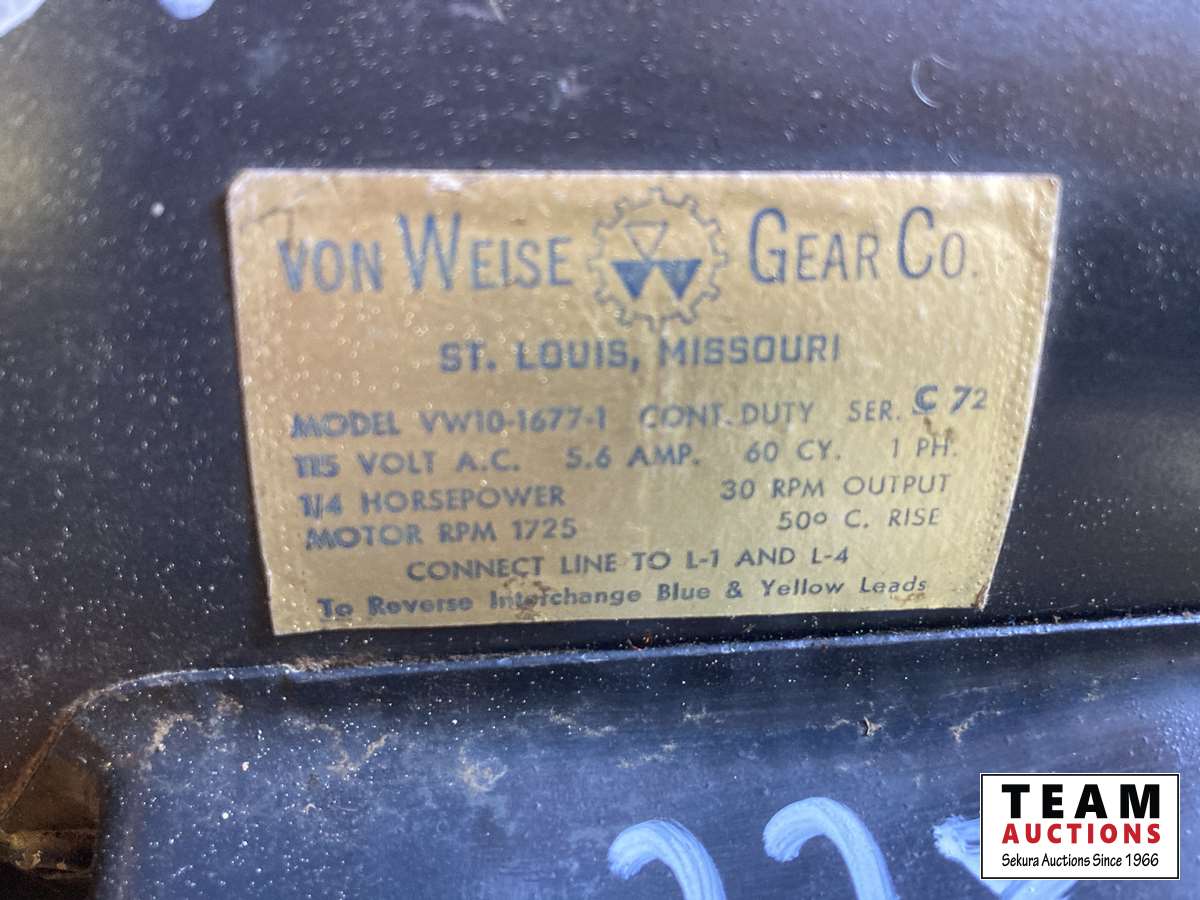 VON WEISE GEAR CO.
ST. LOUIS, MISSOURI
MODEL VW10-1677-1 CONT. DUTY SER. C 72
115 VOLT A.C. 5.6 AMP. 60 CY. 1 PH.
1/4 HORSEPOWER 30 RPM OUTPUT
MOTOR RPM 1725 50º C. RISE
CONNECT LINE TO L-1 AND L-4
To Reverse Interchange Blue & Yellow Leads
TEAM
AUCTIONS
Sekura Auctions Since 1966